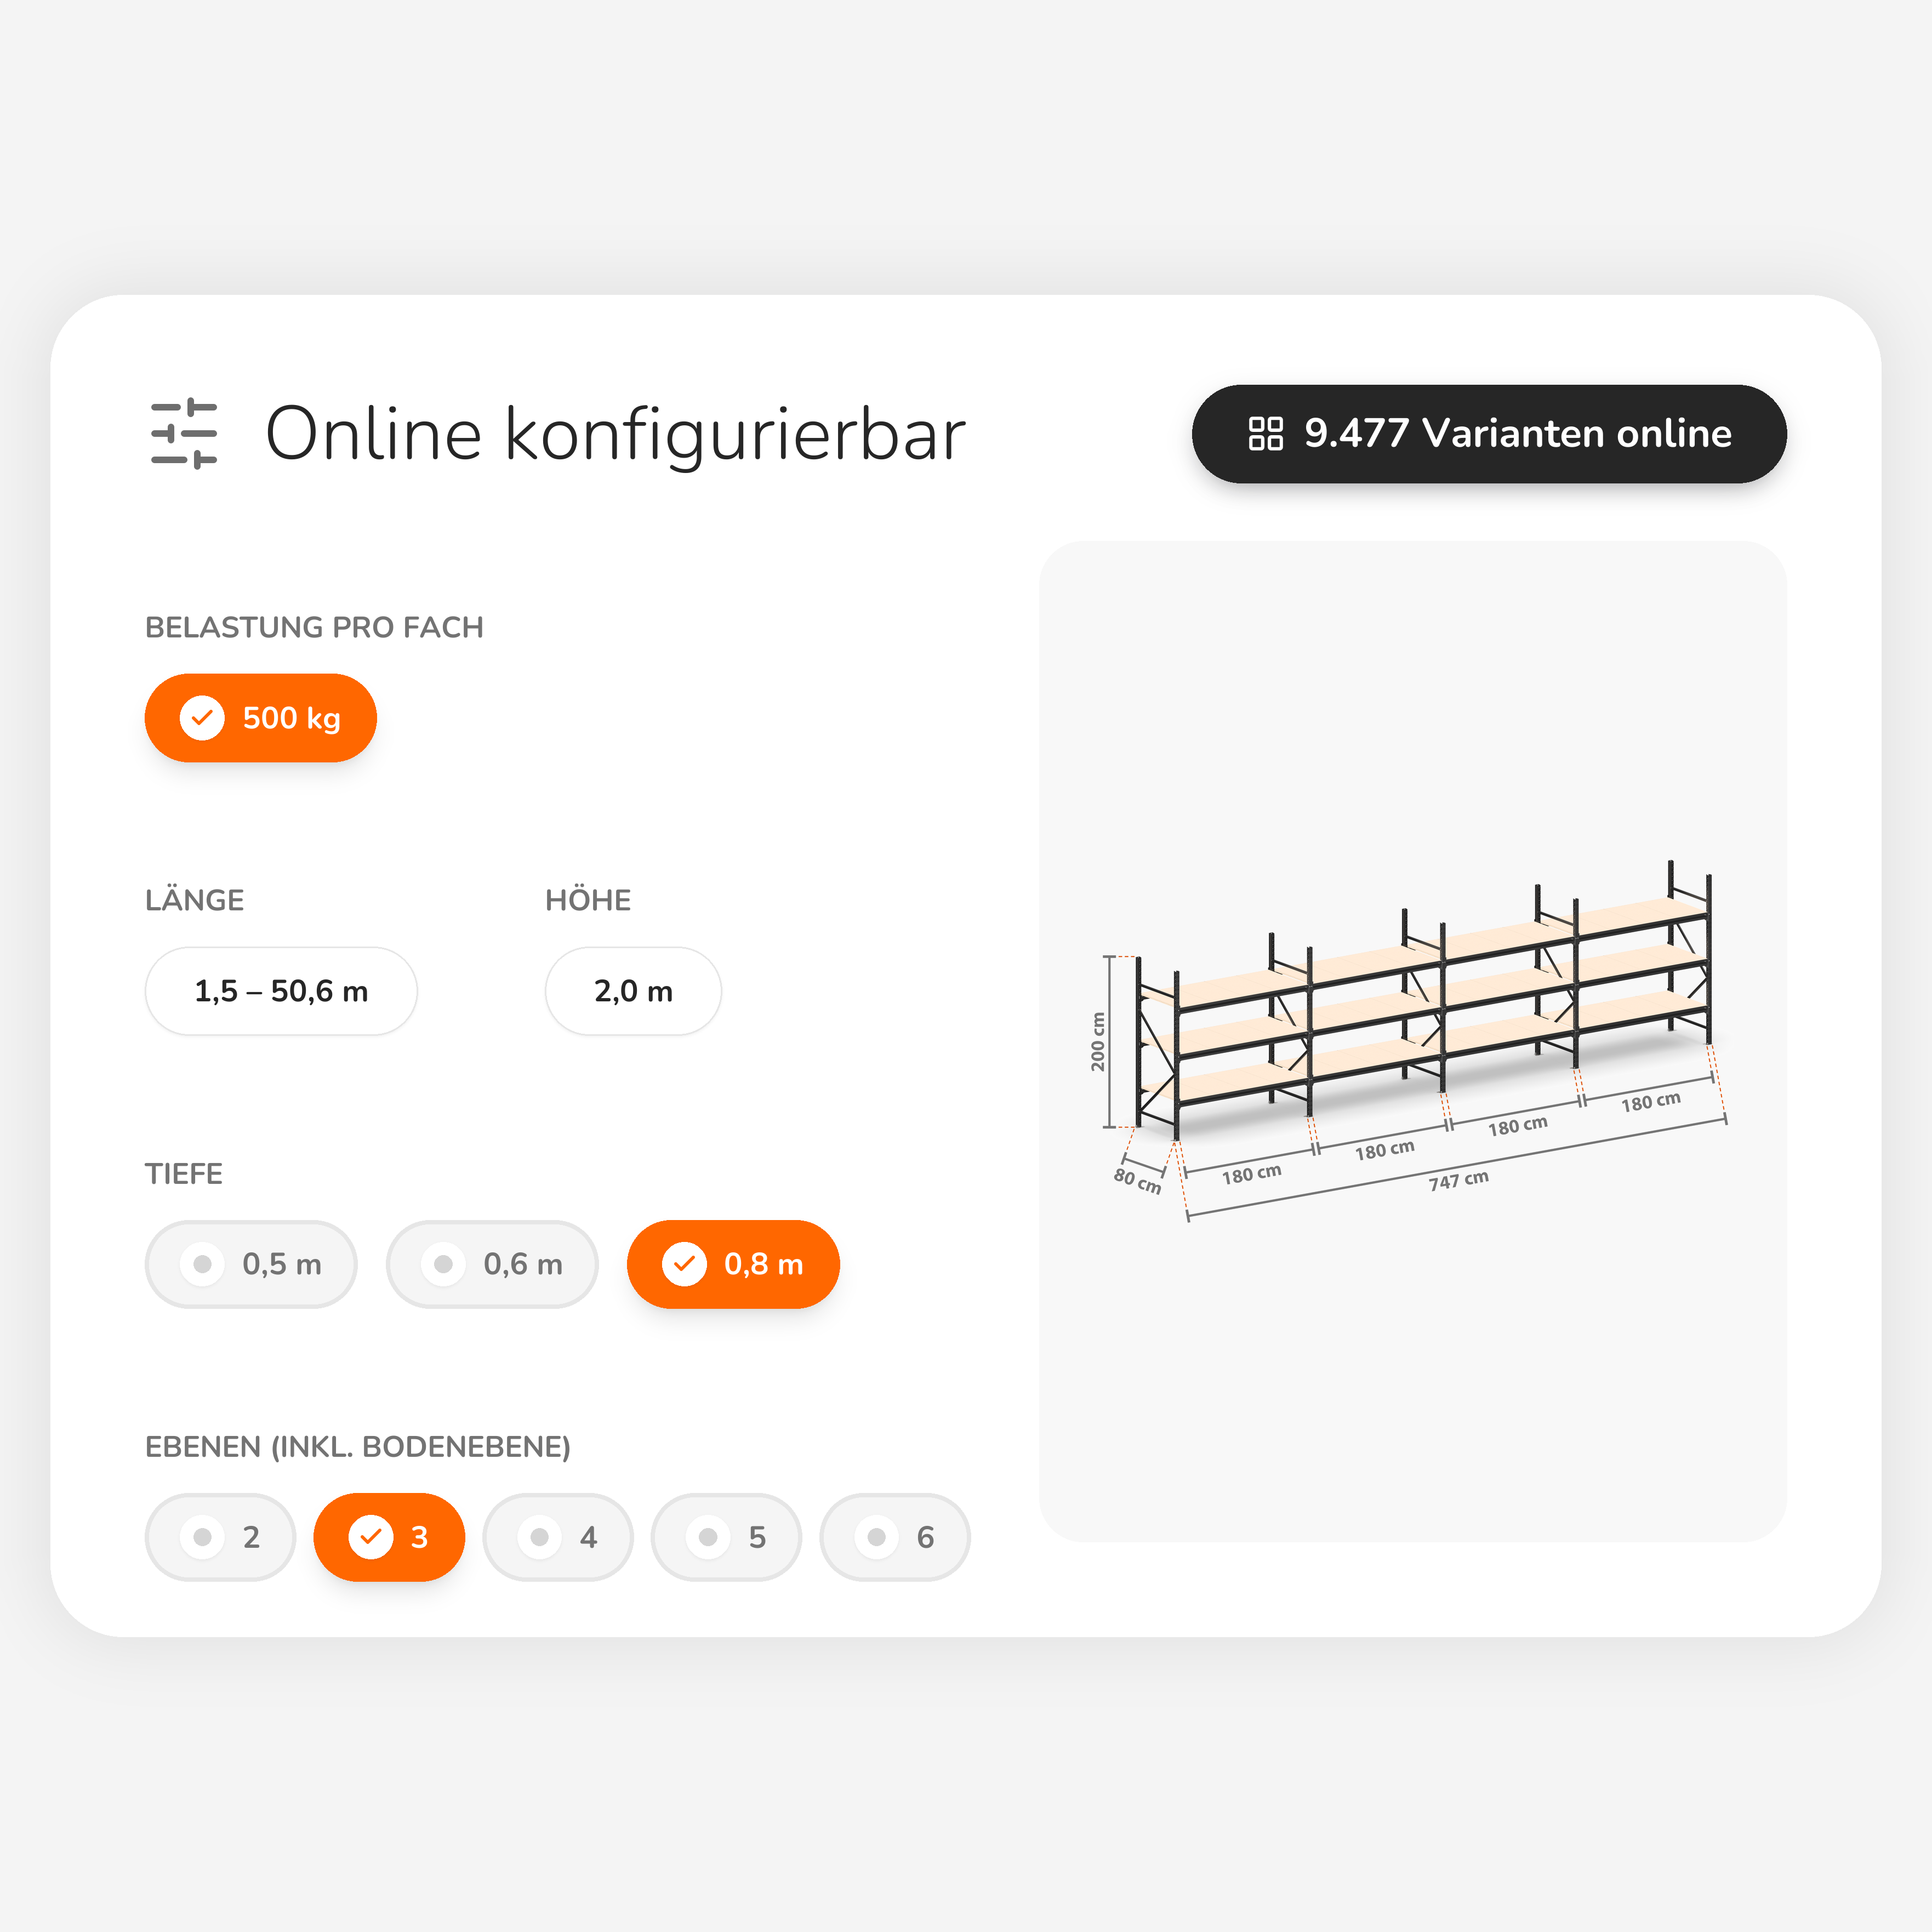 Online konfigurierbar
9.477 Varianten online
BELASTUNG PRO FACH
500 kg
LÄNGE
HÖHE
1,5 – 50,6 m
2,0 m
TIEFE
0,5 m
0,6 m
0,8 m
EBENEN (INKL. BODENEBENE)
2
3
4
5
6
200 cm
80 cm
180 cm
180 cm
180 cm
180 cm
747 cm